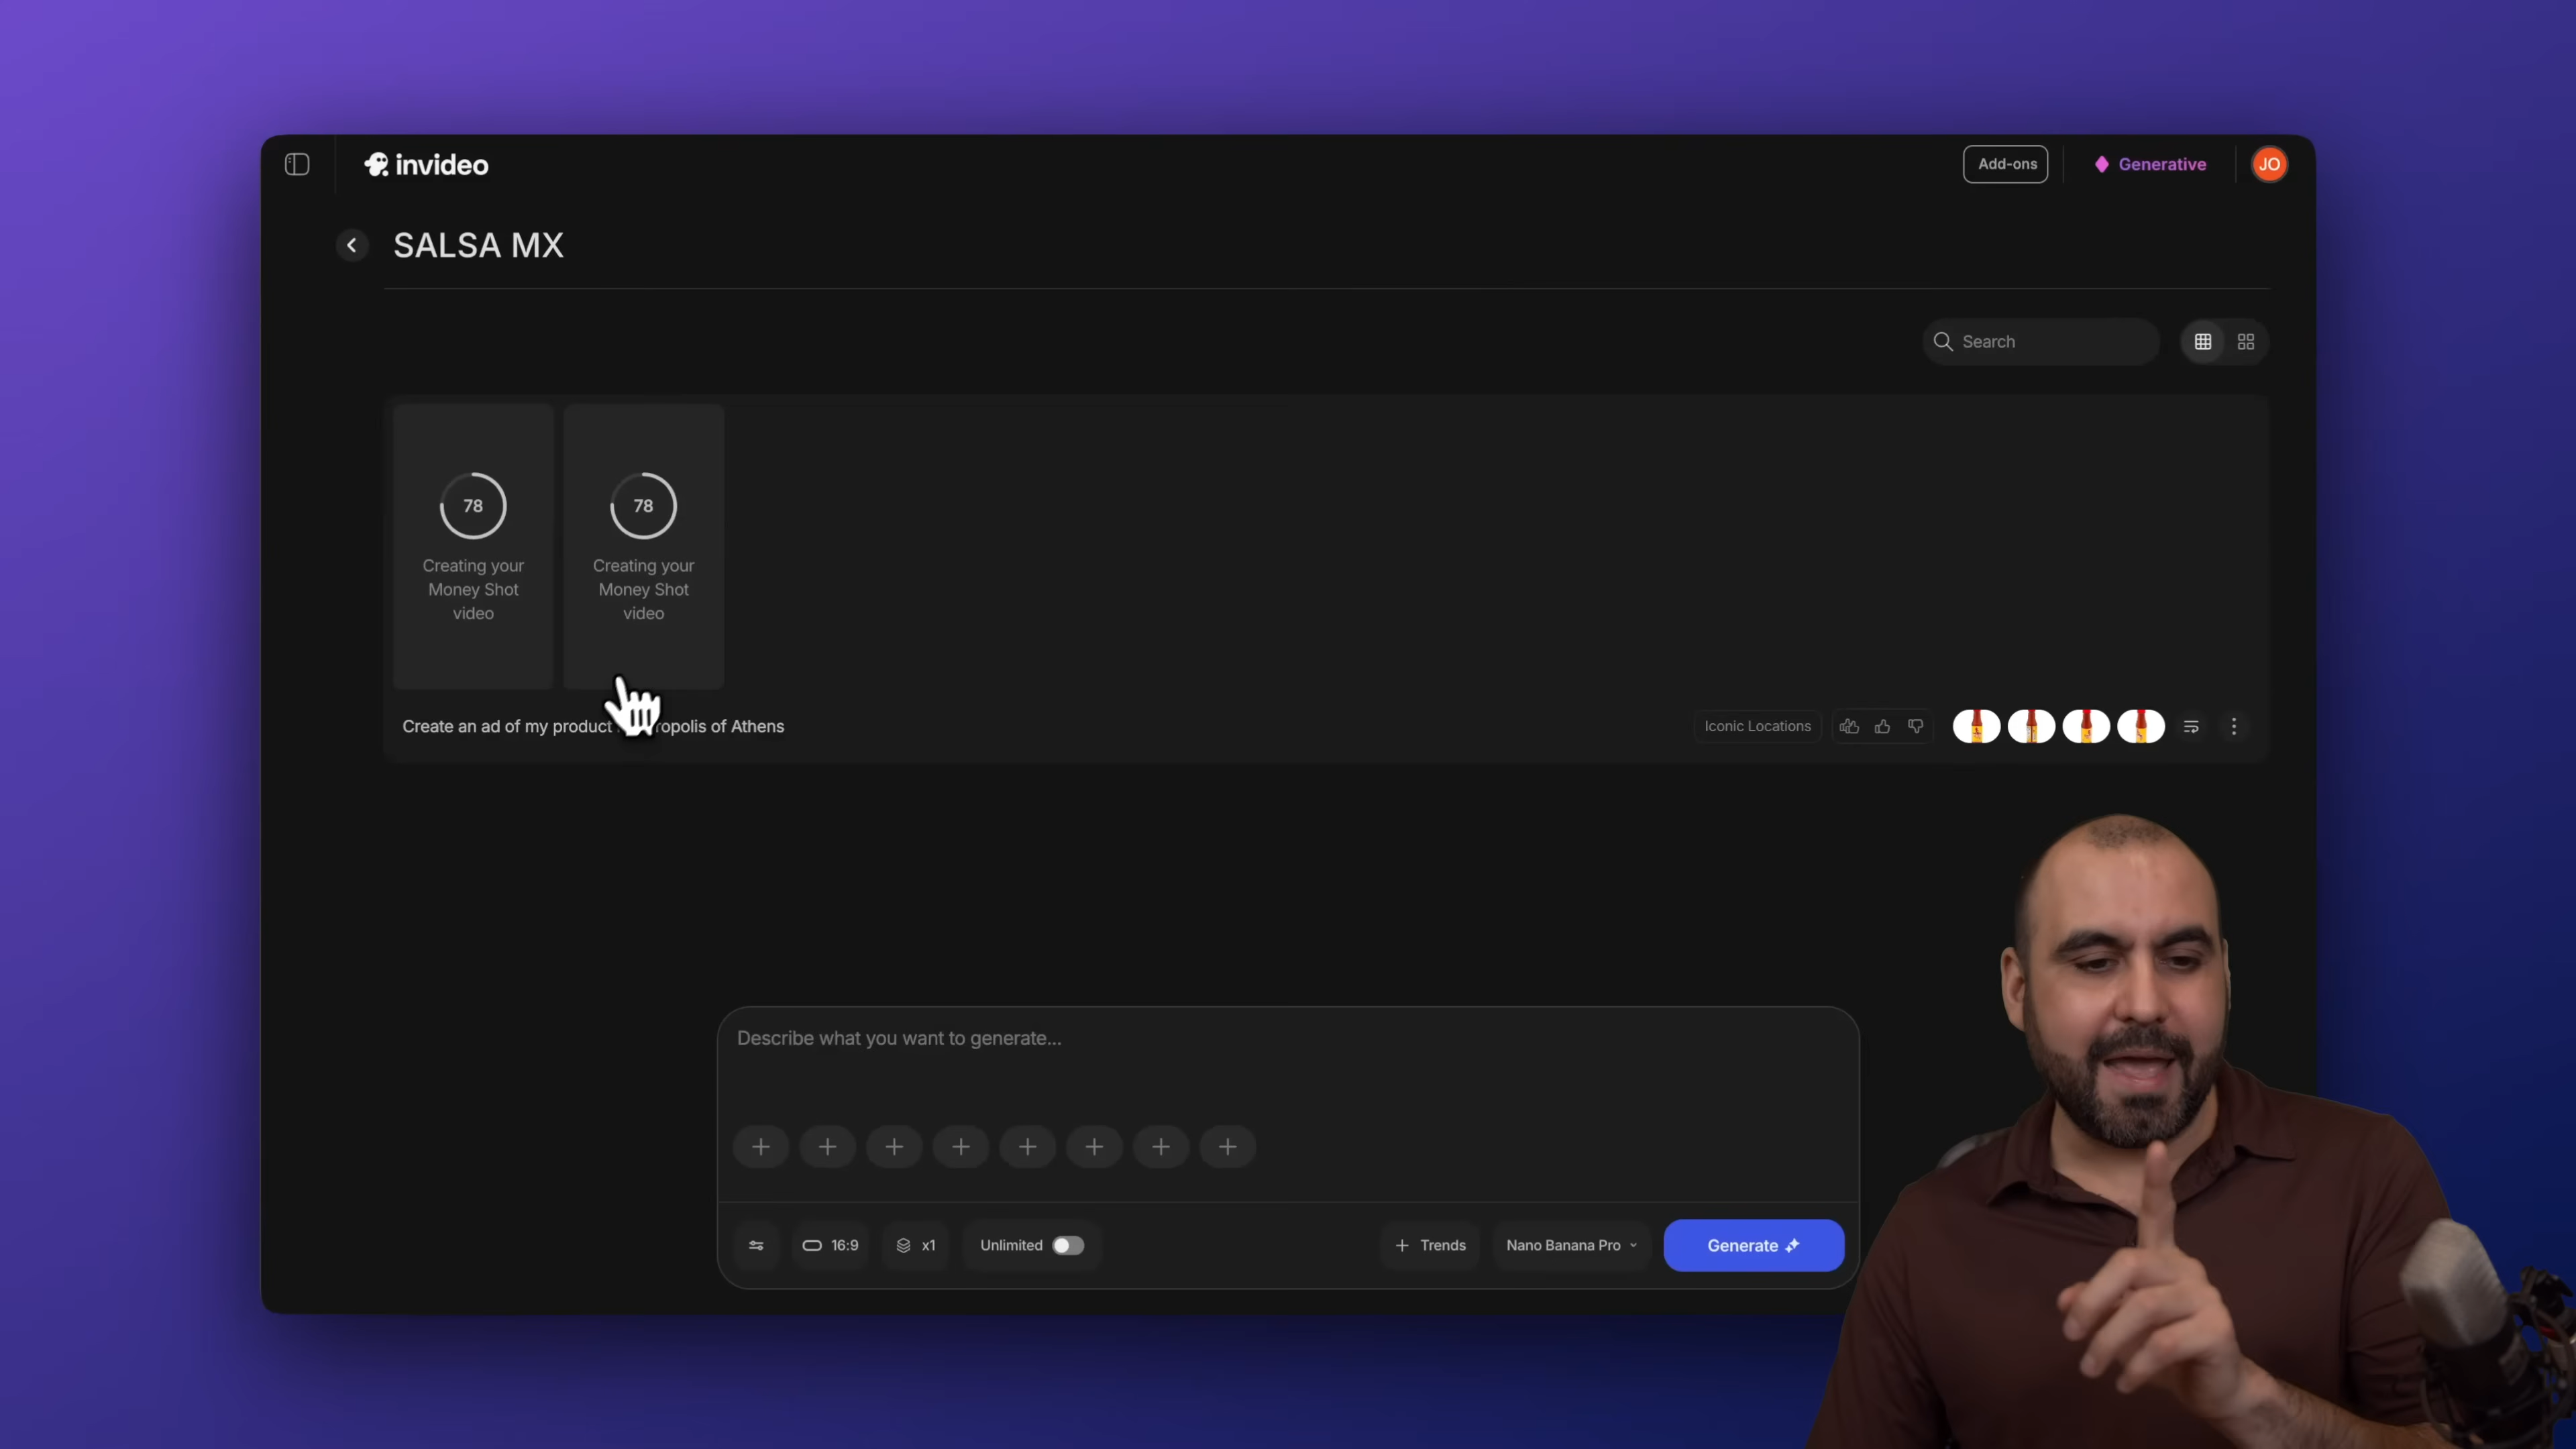 invideo
Add-ons
Generative
JO
SALSA MX
Search
78
Creating your
Money Shot
video
78
Creating your
Money Shot
video
Create an ad of my product ropolis of Athens
Iconic Locations
Describe what you want to generate...
16:9
x1
Unlimited
Trends
Nano Banana Pro
Generate